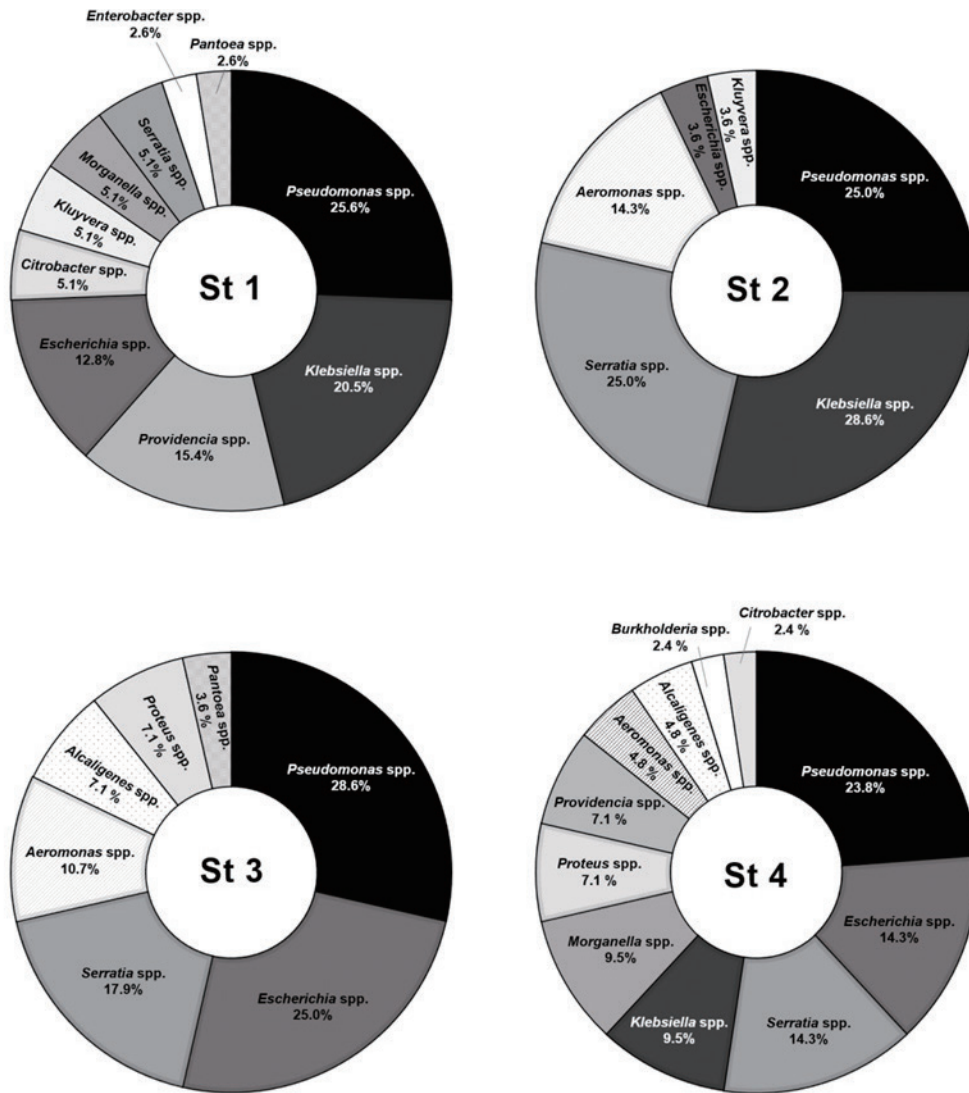 Enterobacter spp.
2.6%
Pantoea spp.
2.6%
Pseudomonas spp.
25.6%
Klebsiella spp.
20.5%
Providencia spp.
15.4%
Escherichia spp.
12.8%
Citrobacter spp.
5.1%
Kluyvera spp.
5.1%
Morganella spp.
5.1%
Serratia spp.
5.1%
St 1
Pseudomonas spp.
25.0%
Klebsiella spp.
28.6%
Serratia spp.
25.0%
Aeromonas spp.
14.3%
Escherichia spp.
3.6 %
Kluyvera spp.
3.6 %
St 2
Pseudomonas spp.
28.6%
Escherichia spp.
25.0%
Serratia spp.
17.9%
Aeromonas spp.
10.7%
Alcaligenes spp.
7.1 %
Proteus spp.
7.1 %
Pantoea spp.
3.6 %
St 3
Burkholderia spp.
2.4 %
Citrobacter spp.
2.4 %
Pseudomonas spp.
23.8%
Escherichia spp.
14.3%
Serratia spp.
14.3%
Klebsiella spp.
9.5%
Morganella spp.
9.5%
Proteus spp.
7.1 %
Providencia spp.
7.1 %
Aeromonas spp.
4.8 %
Alcaligenes spp.
4.8 %
St 4